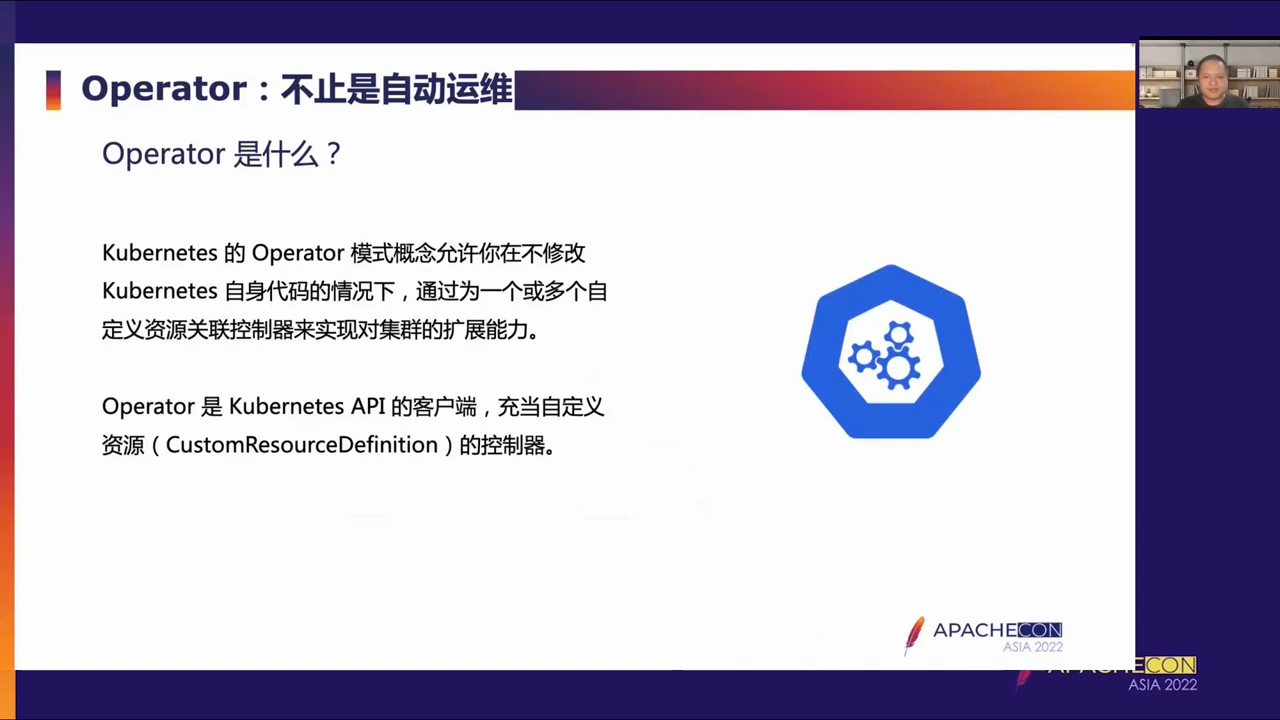 Operator：不止是自动运维
Operator 是什么？
Kubernetes 的 Operator 模式概念允许你在不修改
Kubernetes 自身代码的情况下，通过为一个或多个自
定义资源关联控制器来实现对集群的扩展能力。
Operator 是 Kubernetes API 的客户端，充当自定义
资源（CustomResourceDefinition）的控制器。
APACHECON
ASIA 2022
APACHECON
ASIA 2022